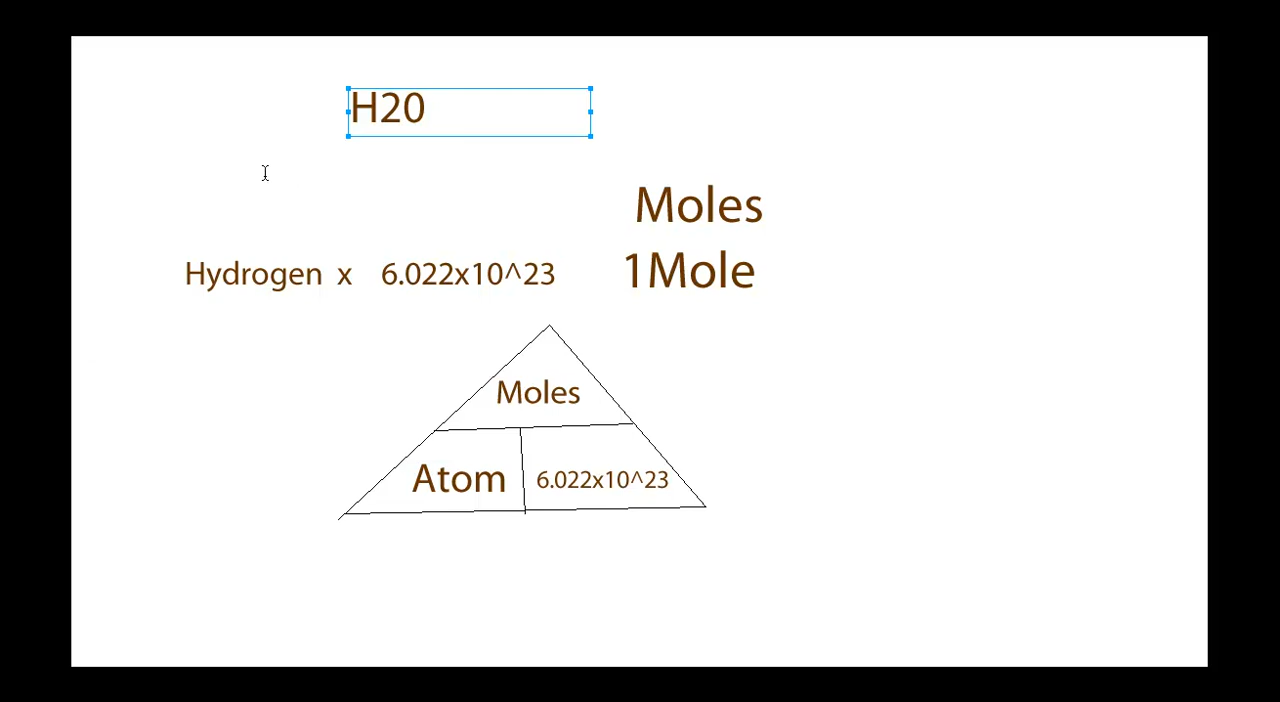 H20
Moles
Hydrogen x 6.022x10^23 1Mole
Moles
Atom 6.022x10^23